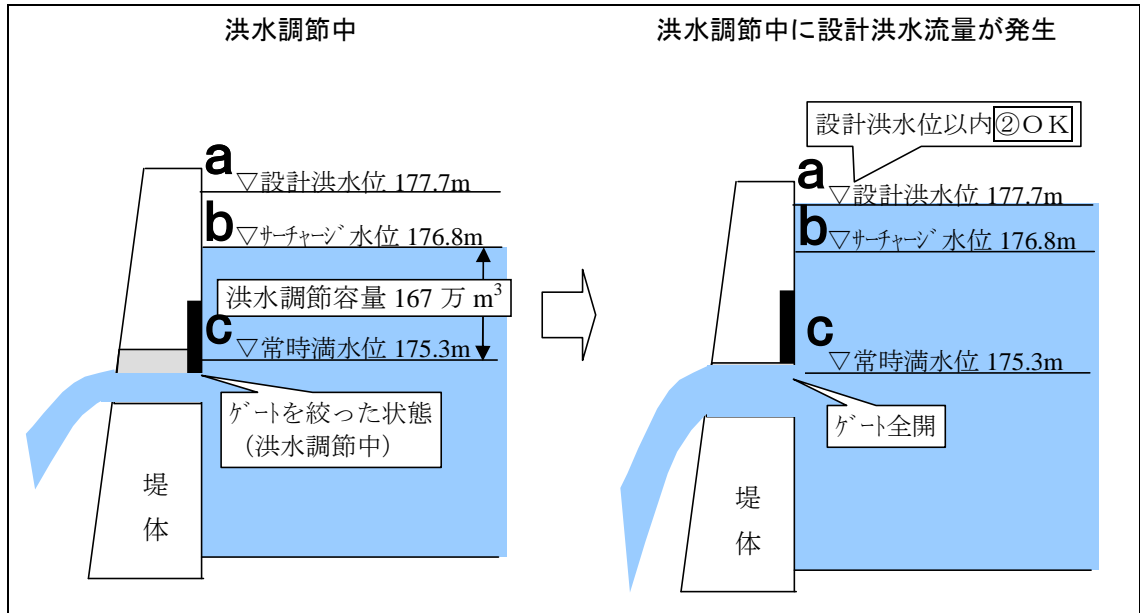 洪水調節中
a
▽設計洪水位 177.7m
b
▽ｻｰﾁｬｰｼﾞ水位 176.8m
洪水調節容量 167 万 m³
c
▽常時満水位 175.3m
ｹﾞｰﾄを絞った状態
（洪水調節中）
堤
体
洪水調節中に設計洪水流量が発生
設計洪水位以内②ＯＫ
a
▽設計洪水位 177.7m
b
▽ｻｰﾁｬｰｼﾞ水位 176.8m
c
▽常時満水位 175.3m
ｹﾞｰﾄ全開
堤
体